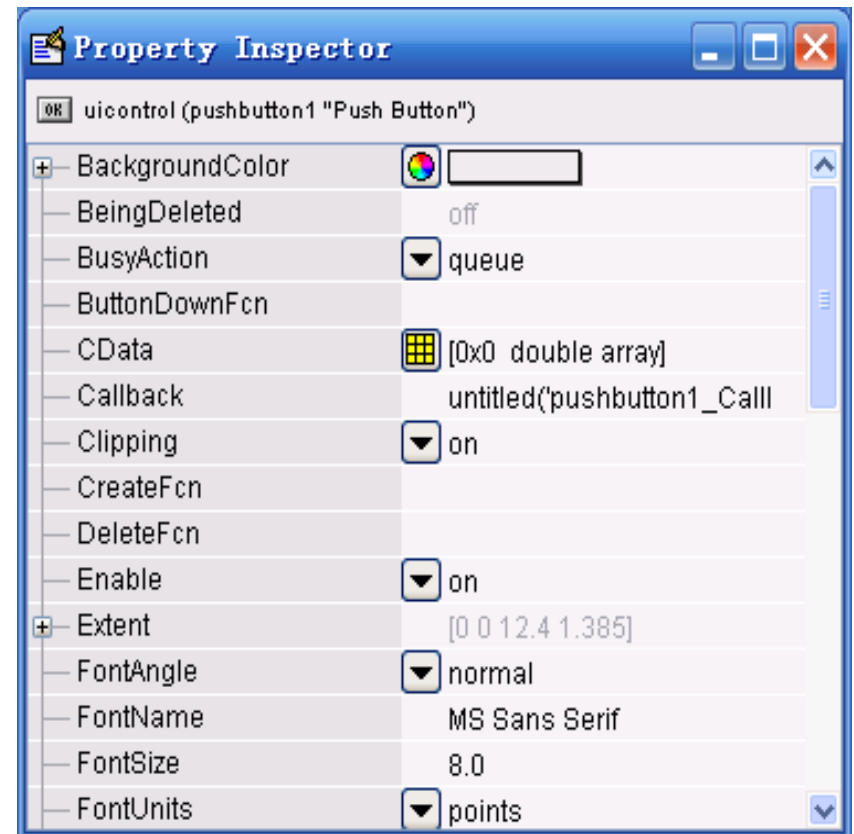 Property Inspector
OK uicontrol (pushbutton1 "Push Button")
BackgroundColor
BeingDeleted off
BusyAction queue
ButtonDownFcn
CData [0x0 double array]
Callback untitled('pushbutton1_Calll
Clipping on
CreateFcn
DeleteFcn
Enable on
Extent [0 0 12.4 1.385]
FontAngle normal
FontName MS Sans Serif
FontSize 8.0
FontUnits points